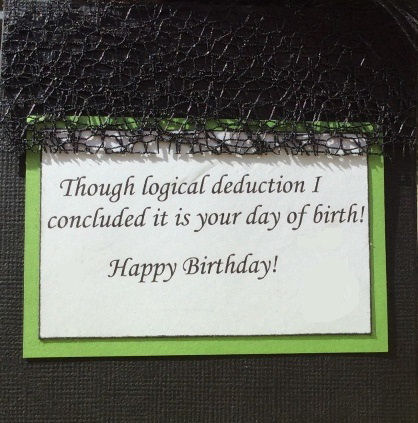 Though logical deduction I
concluded it is your day of birth!
Happy Birthday!